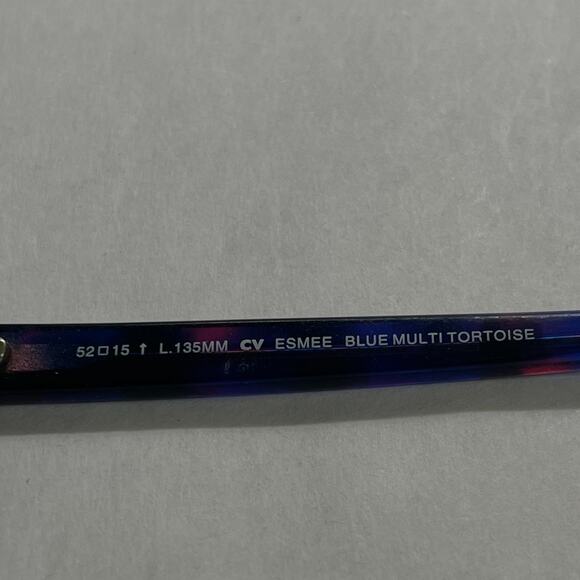 52□15 ↑ L.135MM CV ESMEE BLUE MULTI TORTOISE